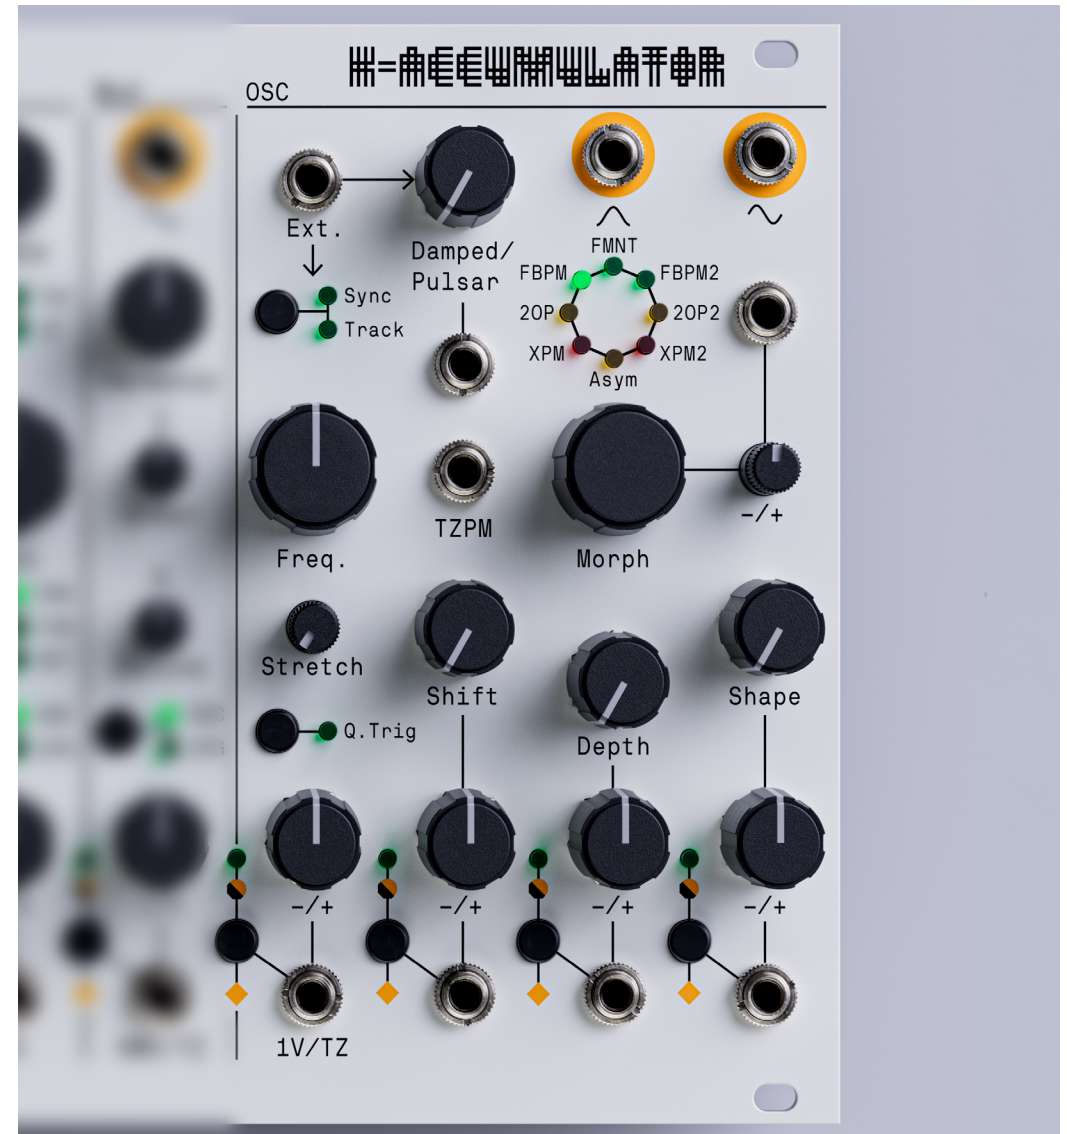 K=ACCUMULATOR
OSC
Ext.
Damped/
Pulsar
Sync
Track
FMNT
FBPM
FBPM2
2OP
2OP2
XPM
XPM2
Asym
TZPM
-/+
Freq.
Morph
Stretch
Shift
Shape
Q.Trig
Depth
-/+
-/+
-/+
-/+
1V/TZ